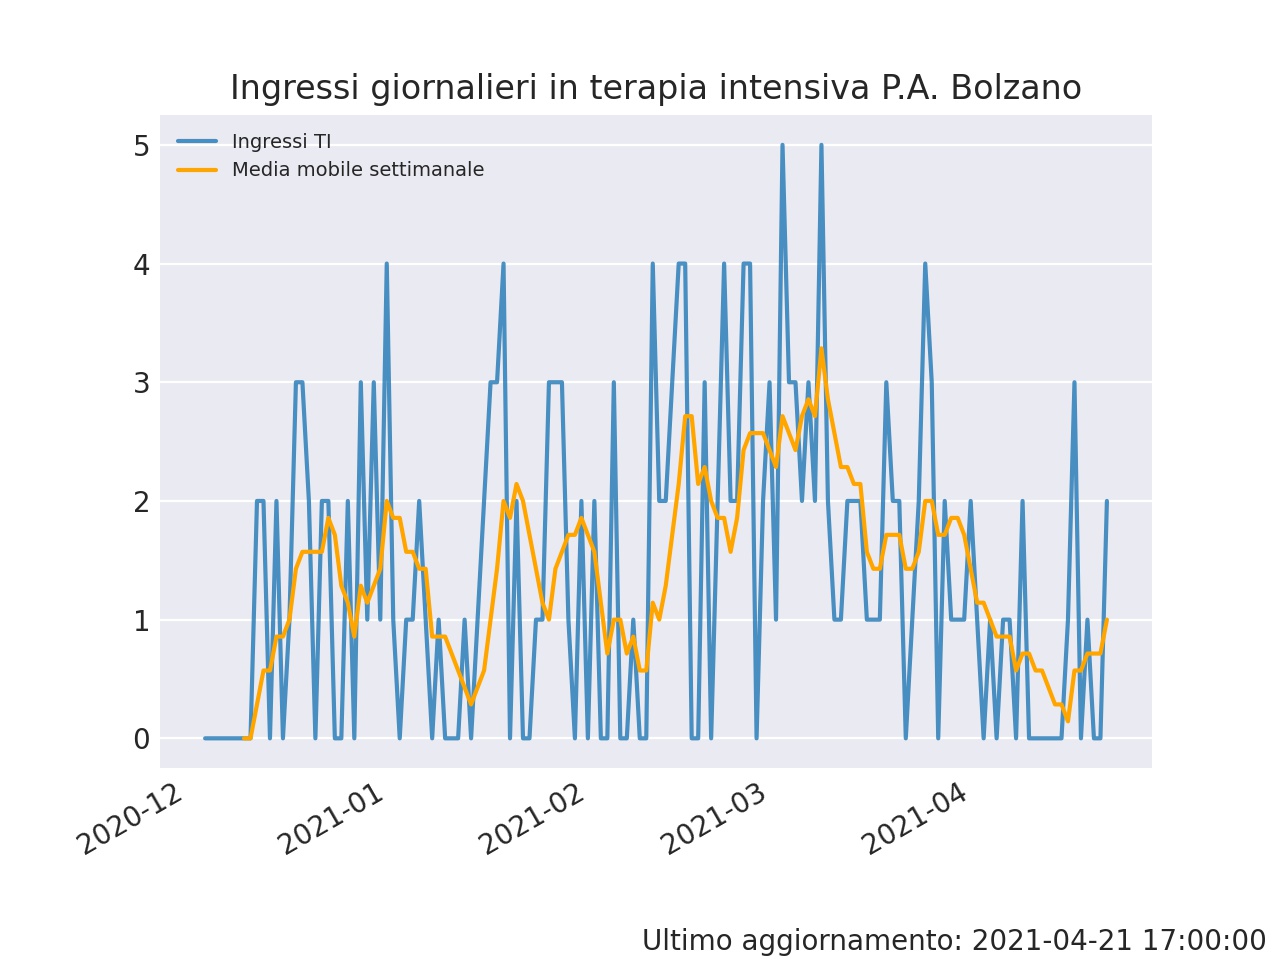 Ingressi giornalieri in terapia intensiva P.A. Bolzano
Ingressi TI
Media mobile settimanale
5
4
3
2
1
0
2020-12
2021-01
2021-02
2021-03
2021-04
Ultimo aggiornamento: 2021-04-21 17:00:00